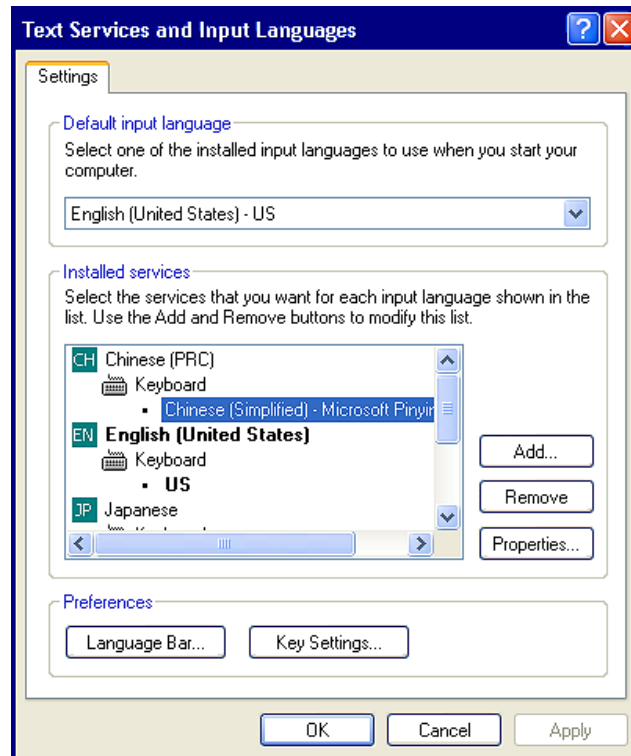 Text Services and Input Languages
Settings
Default input language
Select one of the installed input languages to use when you start your
computer.
English (United States) - US
Installed services
Select the services that you want for each input language shown in the
list. Use the Add and Remove buttons to modify this list.
CH Chinese (PRC)
Keyboard
Chinese (Simplified) - Microsoft Pinyin
EN English (United States)
Keyboard
US
JP Japanese
Add...
Remove
Properties...
Preferences
Language Bar...
Key Settings...
OK
Cancel
Apply